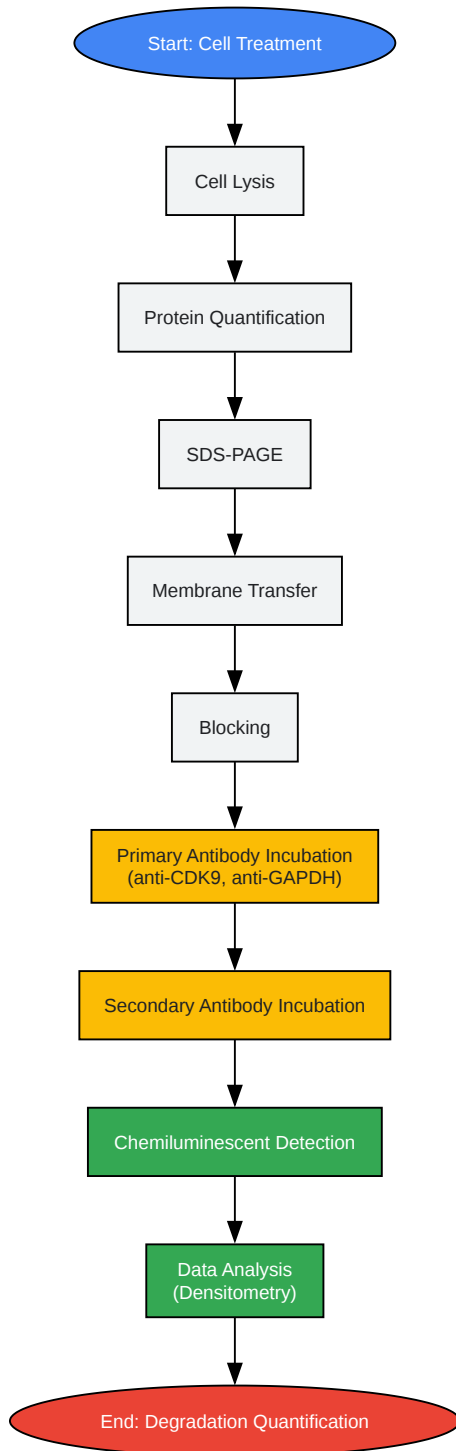 Start: Cell Treatment
Cell Lysis
Protein Quantification
SDS-PAGE
Membrane Transfer
Blocking
Primary Antibody Incubation
(anti-CDK9, anti-GAPDH)
Secondary Antibody Incubation
Chemiluminescent Detection
Data Analysis
(Densitometry)
End: Degradation Quantification